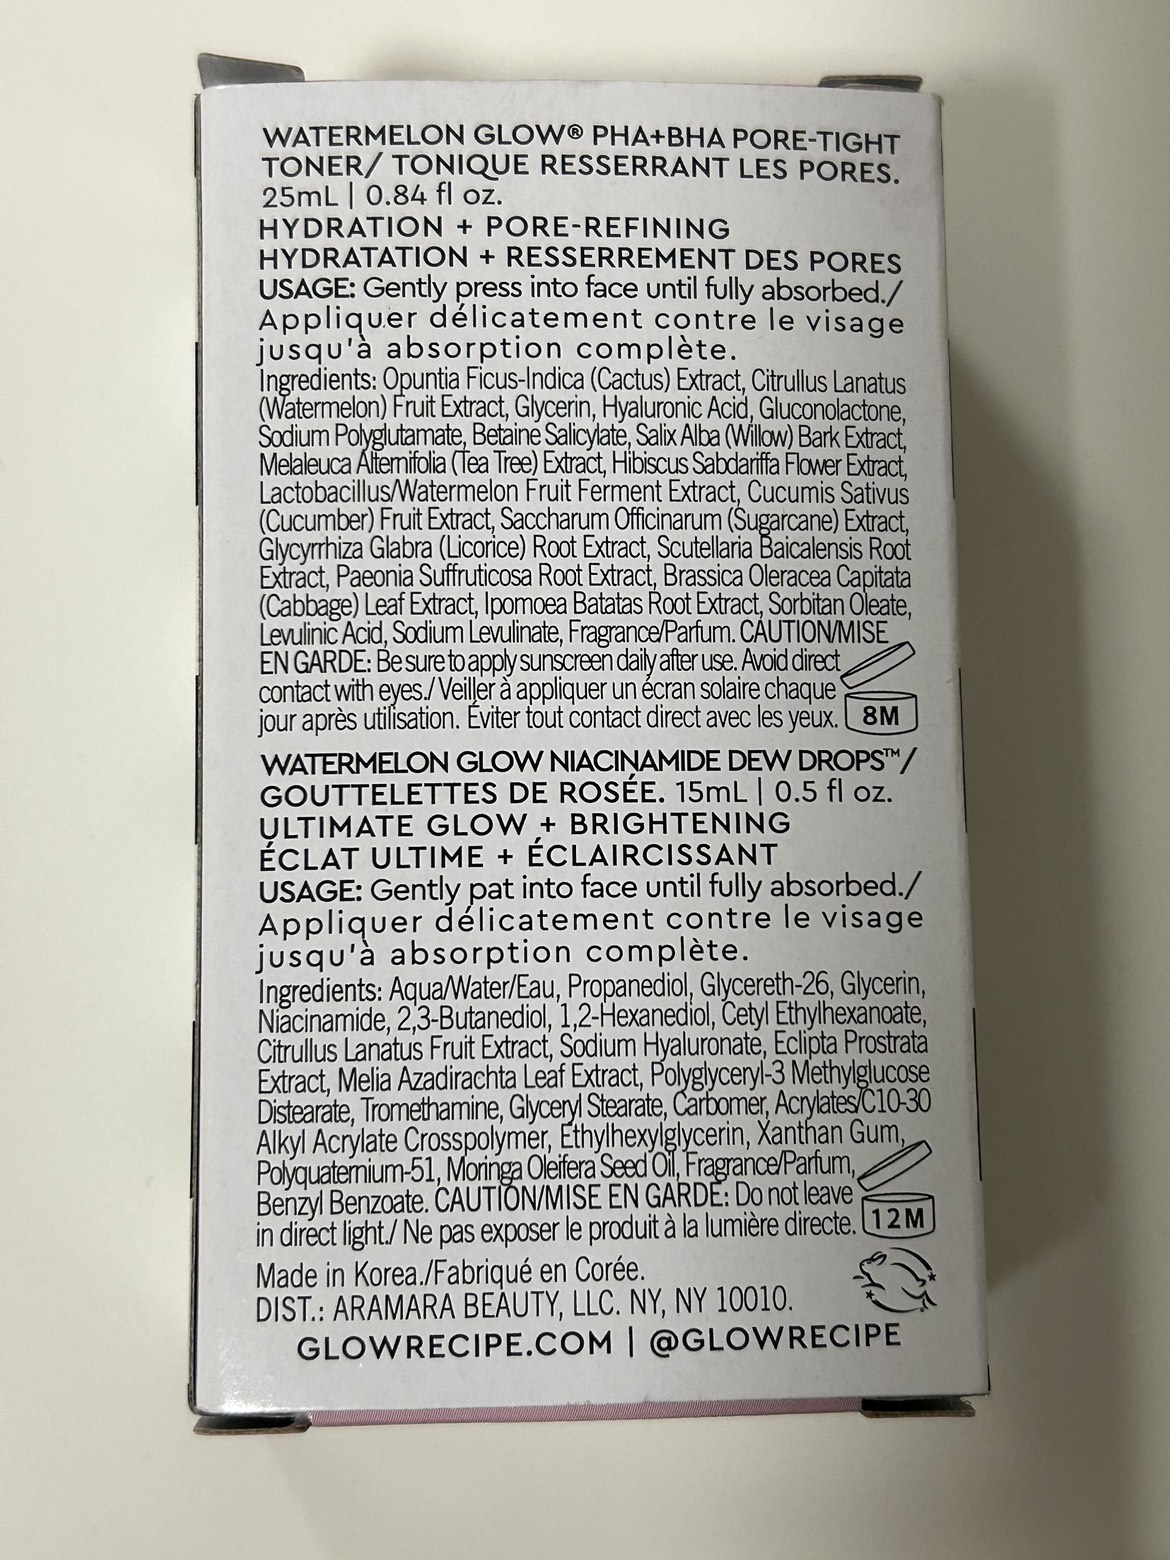 WATERMELON GLOW® PHA+BHA PORE-TIGHT
TONER/ TONIQUE RESSERRANT LES PORES.
25mL | 0.84 fl oz.
HYDRATION + PORE-REFINING
HYDRATATION + RESSERREMENT DES PORES
USAGE: Gently press into face until fully absorbed./
Appliquer délicatement contre le visage
jusqu'à absorption complète.
Ingredients: Opuntia Ficus-Indica (Cactus) Extract, Citrullus Lanatus
(Watermelon) Fruit Extract, Glycerin, Hyaluronic Acid, Gluconolactone,
Sodium Polyglutamate, Betaine Salicylate, Salix Alba (Willow) Bark Extract,
Melaleuca Alternifolia (Tea Tree) Extract, Hibiscus Sabdariffa Flower Extract,
Lactobacillus/Watermelon Fruit Ferment Extract, Cucumis Sativus
(Cucumber) Fruit Extract, Saccharum Officinarum (Sugarcane) Extract,
Glycyrrhiza Glabra (Licorice) Root Extract, Scutellaria Baicalensis Root
Extract, Paeonia Suffruticosa Root Extract, Brassica Oleracea Capitata
(Cabbage) Leaf Extract, Ipomoea Batatas Root Extract, Sorbitan Oleate,
Levulinic Acid, Sodium Levulinate, Fragrance/Parfum. CAUTION/MISE
EN GARDE: Be sure to apply sunscreen daily after use. Avoid direct
contact with eyes./ Veiller à appliquer un écran solaire chaque
jour après utilisation. Éviter tout contact direct avec les yeux.
8M
WATERMELON GLOW NIACINAMIDE DEW DROPS™/
GOUTTELETTES DE ROSÉE. 15mL | 0.5 fl oz.
ULTIMATE GLOW + BRIGHTENING
ÉCLAT ULTIME + ÉCLAIRCISSANT
USAGE: Gently pat into face until fully absorbed./
Appliquer délicatement contre le visage
jusqu'à absorption complète.
Ingredients: Aqua/Water/Eau, Propanediol, Glycereth-26, Glycerin,
Niacinamide, 2,3-Butanediol, 1,2-Hexanediol, Cetyl Ethylhexanoate,
Citrullus Lanatus Fruit Extract, Sodium Hyaluronate, Eclipta Prostrata
Extract, Melia Azadirachta Leaf Extract, Polyglyceryl-3 Methylglucose
Distearate, Tromethamine, Glyceryl Stearate, Carbomer, Acrylates/C10-30
Alkyl Acrylate Crosspolymer, Ethylhexylglycerin, Xanthan Gum,
Polyquaternium-51, Moringa Oleifera Seed Oil, Fragrance/Parfum,
Benzyl Benzoate. CAUTION/MISE EN GARDE: Do not leave
in direct light./ Ne pas exposer le produit à la lumière directe.
12M
Made in Korea./Fabriqué en Corée.
DIST.: ARAMARA BEAUTY, LLC. NY, NY 10010.
GLOWRECIPE.COM | @GLOWRECIPE